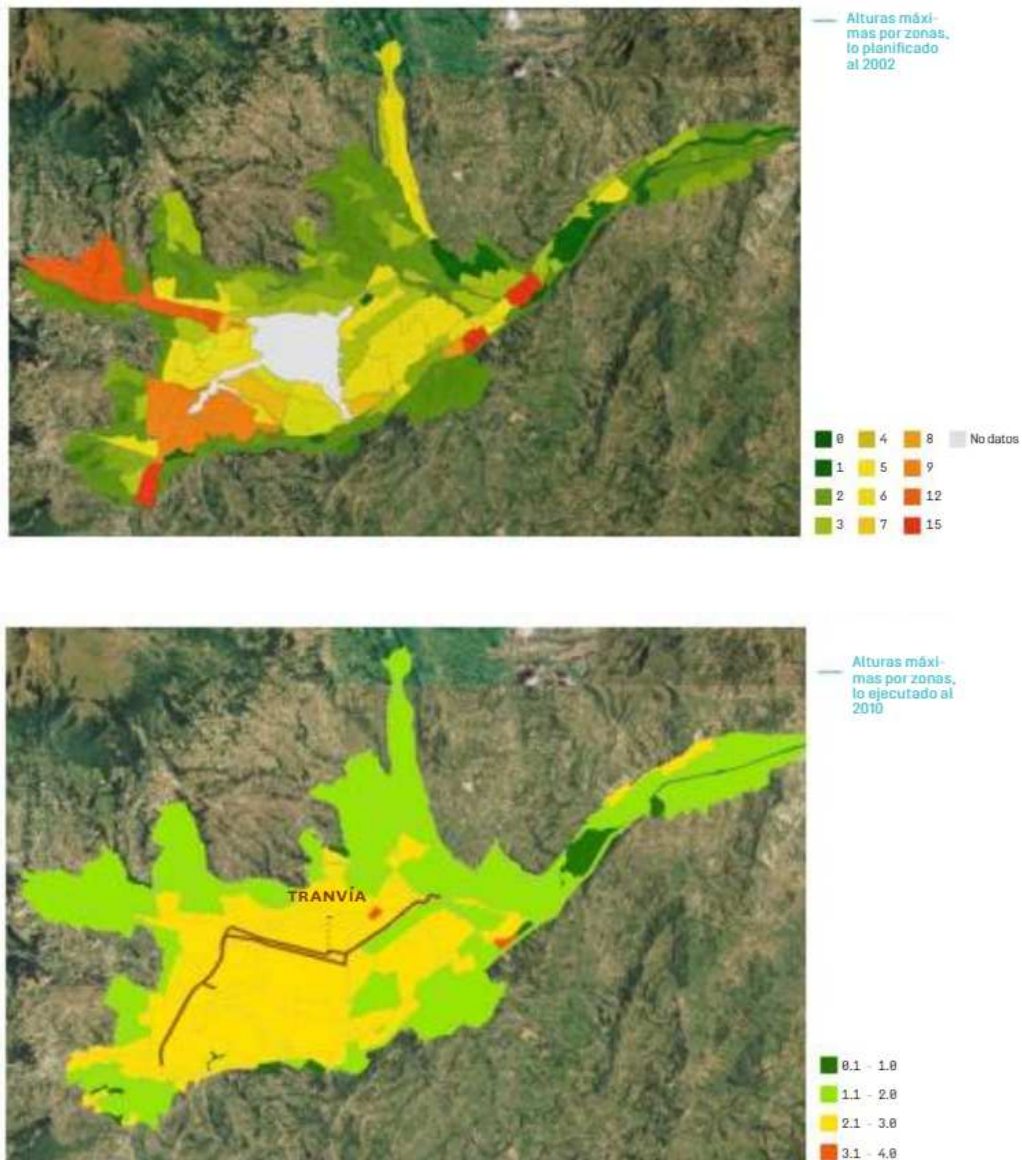 Alturas máxi-
mas por zonas,
lo planificado
al 2002
0 4 8 No datos
1 5 9
2 6 12
3 7 15
Alturas máxi-
mas por zonas,
lo ejecutado al
2010
TRANVÍA
0.1 - 1.0
1.1 - 2.0
2.1 - 3.0
3.1 - 4.0